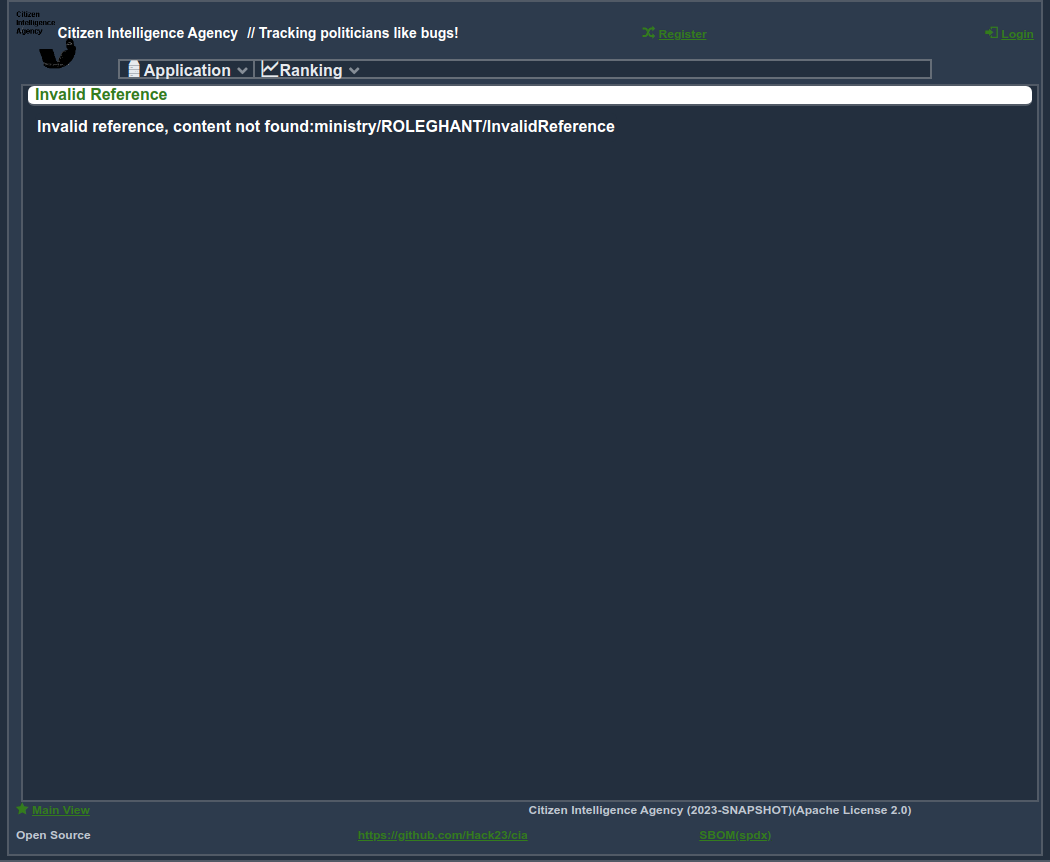 Citizen
Intelligence
Agency
Citizen Intelligence Agency // Tracking politicians like bugs!
Register
Login
Application
Ranking
Invalid Reference
Invalid reference, content not found:ministry/ROLEGHANT/InvalidReference
Main View
Citizen Intelligence Agency (2023-SNAPSHOT)(Apache License 2.0)
Open Source
https://github.com/Hack23/cia
SBOM(spdx)